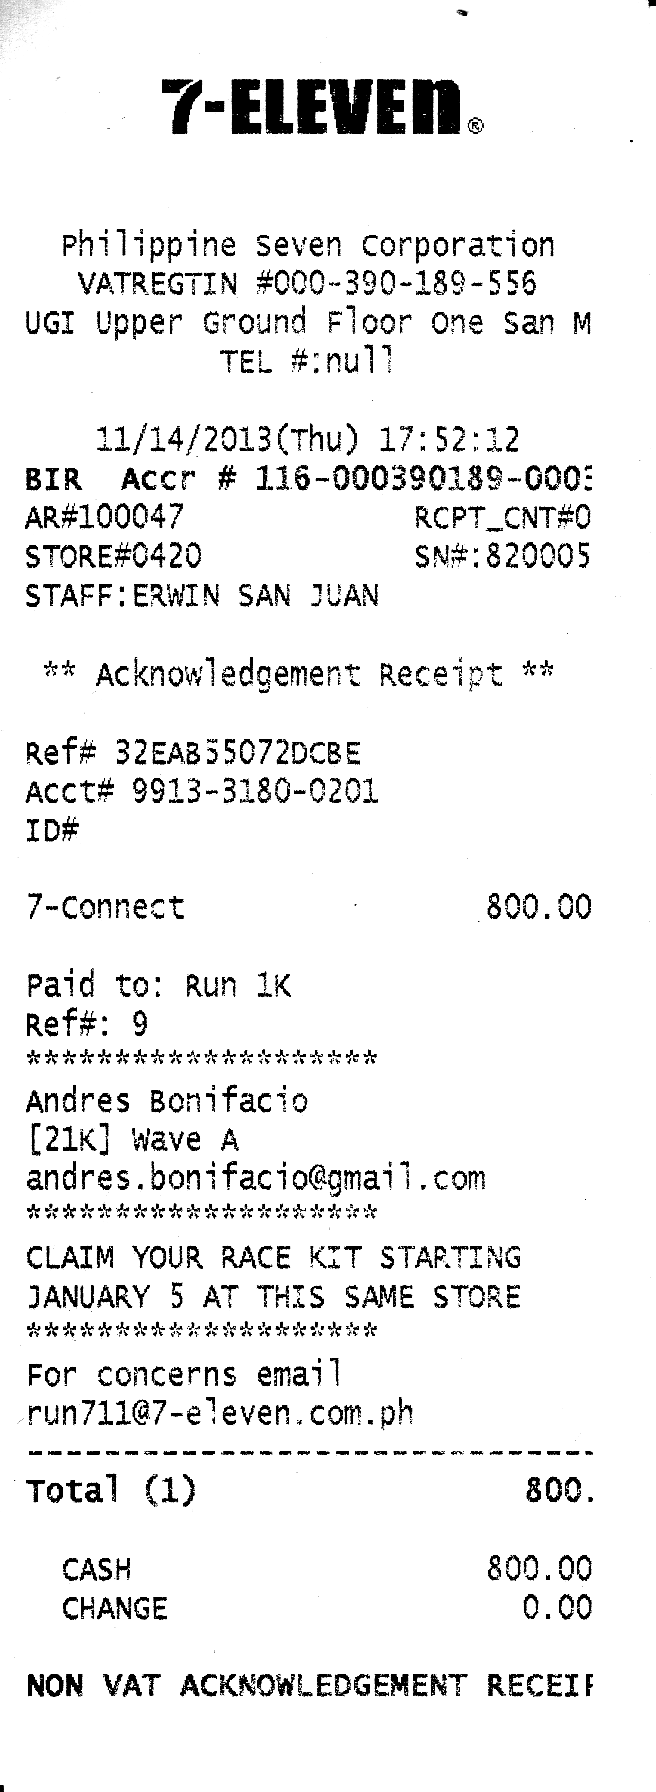 7-ELEVEn®
Philippine Seven Corporation
VATREGTIN #000-390-189-556
UGI Upper Ground Floor One San M
TEL #:null
11/14/2013(Thu) 17:52:12
BIR Accr # 116-000390189-000
AR#100047 RCPT_CNT#0
STORE#0420 SN#:820005
STAFF:ERWIN SAN JUAN
** Acknowledgement Receipt **
Ref# 32EAB55072DCBE
Acct# 9913-3180-0201
ID#
7-Connect 800.00
Paid to: Run 1K
Ref#: 9
********************
Andres Bonifacio
[21K] Wave A
andres.bonifacio@gmail.com
********************
CLAIM YOUR RACE KIT STARTING
JANUARY 5 AT THIS SAME STORE
********************
For concerns email
run711@7-eleven.com.ph
--------------------------------
Total (1) 800.
CASH 800.00
CHANGE 0.00
NON VAT ACKNOWLEDGEMENT RECEI